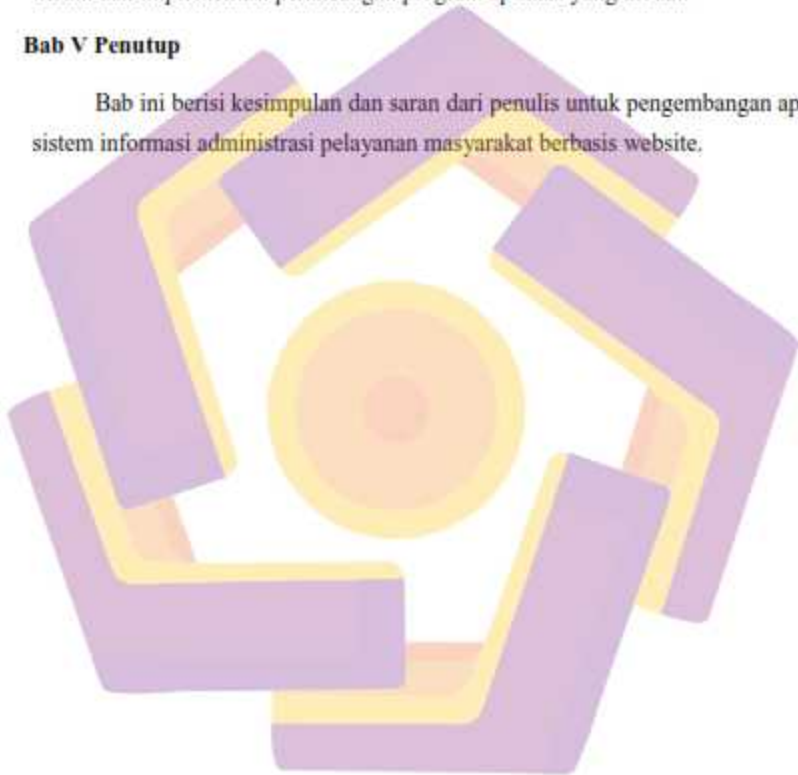 Bab V Penutup
Bab ini berisi kesimpulan dan saran dari penulis untuk pengembangan
sistem informasi administrasi pelayanan masyarakat berbasis website.